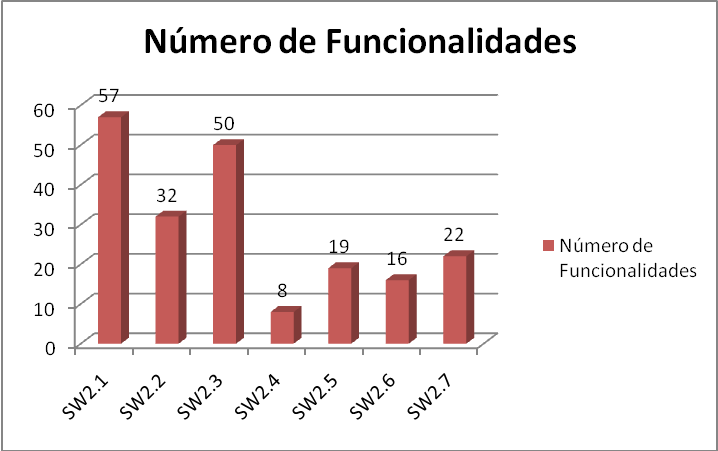 Número de Funcionalidades
57
32
50
8
19
16
22
60
50
40
30
20
10
0
SW2.1
SW2.2
SW2.3
SW2.4
SW2.5
SW2.6
SW2.7
Número de
Funcionalidades